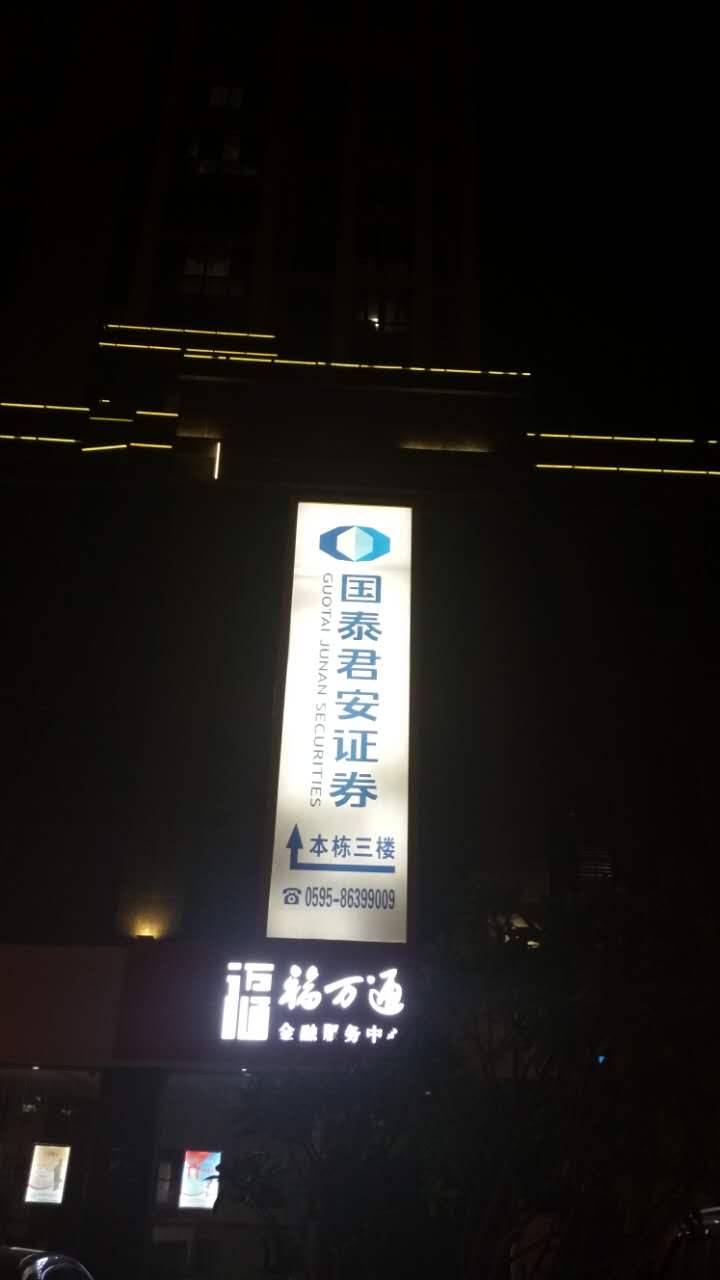 国泰君安证券
GUOTAI JUNAN SECURITIES
本栋三楼
☎0595-86399009
福万通
金融服务中心